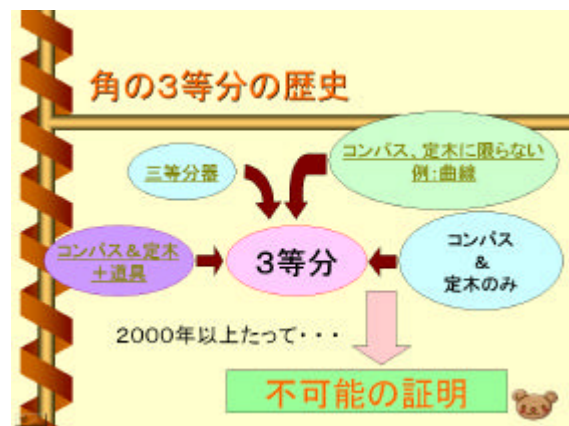 角の3等分の歴史
三等分器
コンパス、定木に限らない
例:曲線
コンパス&定木
+道具
3等分
コンパス
&
定木のみ
2000年以上たって・・・
不可能の証明